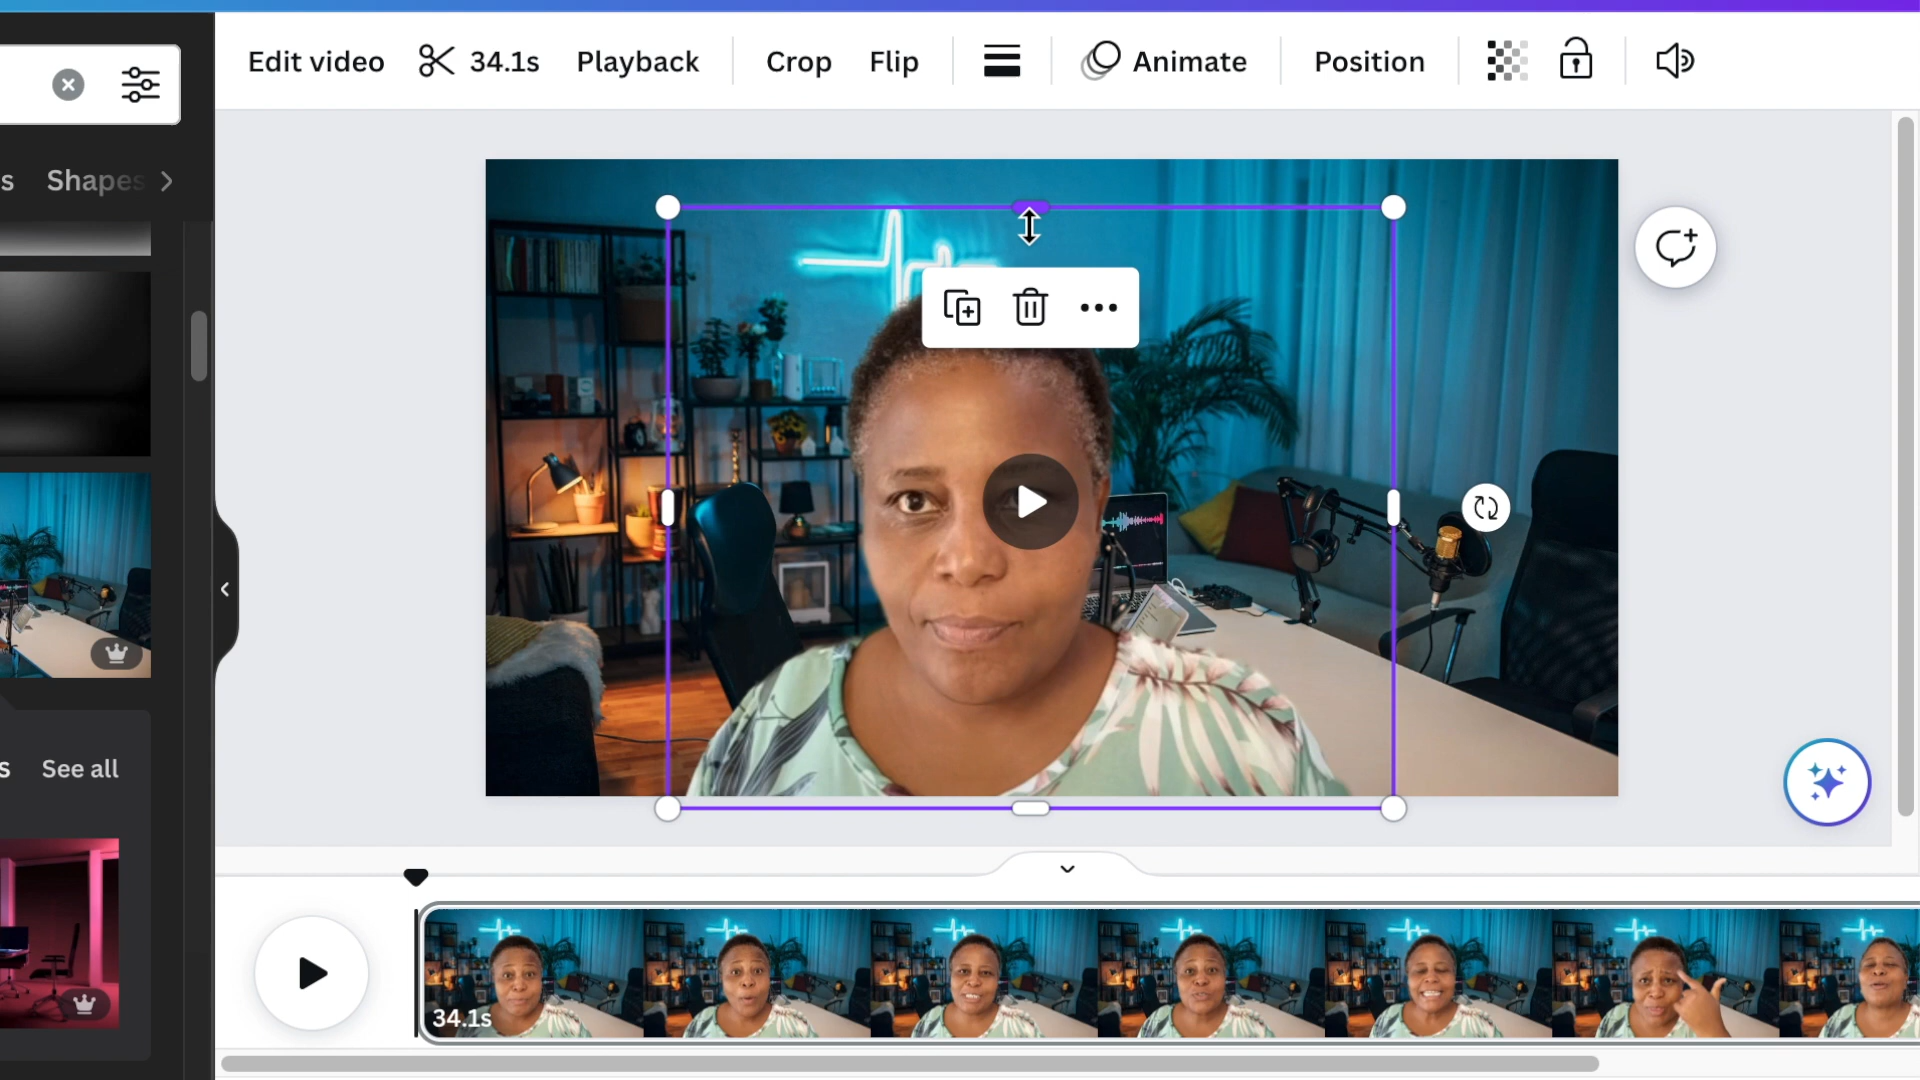 Edit video 34.1s Playback Crop Flip Animate Position
s Shapes
s See all
34.1s